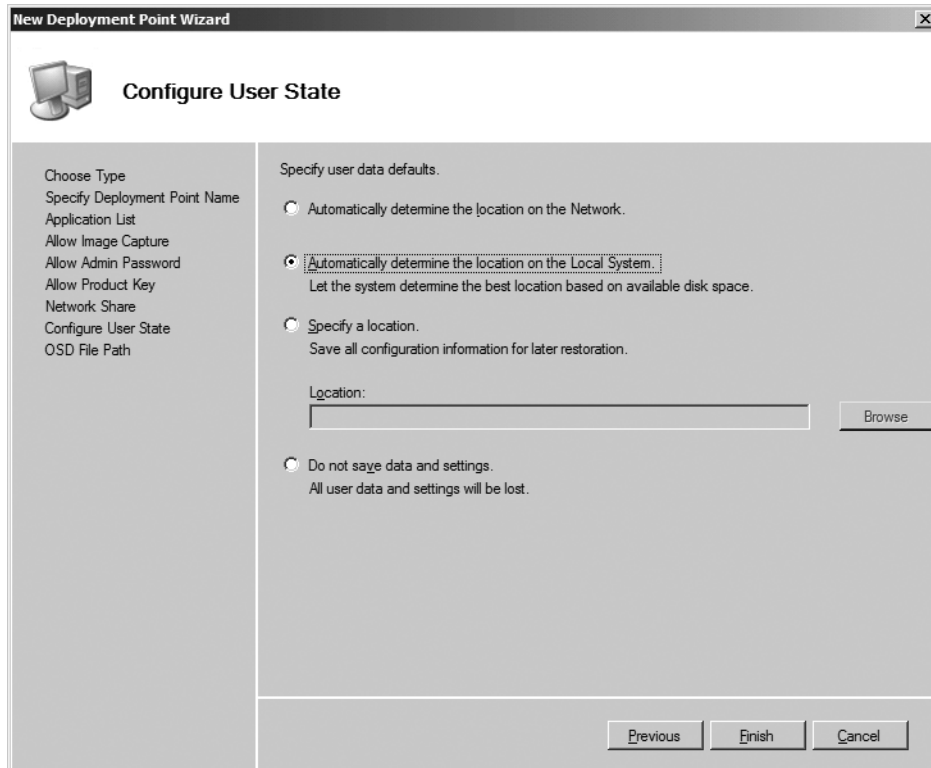 New Deployment Point Wizard
Configure User State
Choose Type
Specify Deployment Point Name
Application List
Allow Image Capture
Allow Admin Password
Allow Product Key
Network Share
Configure User State
OSD File Path
Specify user data defaults.
Automatically determine the location on the Network.
Automatically determine the location on the Local System.
Let the system determine the best location based on available disk space.
Specify a location.
Save all configuration information for later restoration.
Location:
Browse
Do not save data and settings.
All user data and settings will be lost.
Previous
Finish
Cancel